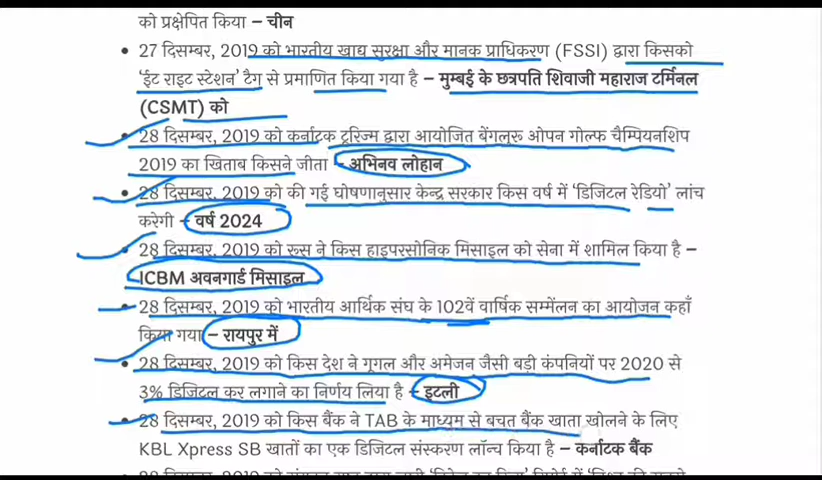 को प्रक्षेपित किया – चीन
• 27 दिसम्बर, 2019 को भारतीय खाद्य सुरक्षा और मानक प्राधिकरण (FSSI) द्वारा किसको
'ईट राइट स्टेशन' टैग से प्रमाणित किया गया है – मुम्बई के छत्रपति शिवाजी महाराज टर्मिनल
(CSMT) को
• 28 दिसम्बर, 2019 को कर्नाटक टूरिज्म द्वारा आयोजित बेंगलूरू ओपन गोल्फ चैम्पियनशिप
2019 का खिताब किसने जीता – अभिनव लोहान
• 28 दिसम्बर, 2019 को की गई घोषणानुसार केन्द्र सरकार किस वर्ष में 'डिजिटल रेडियो' लांच
करेगी – वर्ष 2024
• 28 दिसम्बर, 2019 को रूस ने किस हाइपरसोनिक मिसाइल को सेना में शामिल किया है –
ICBM अवनगार्ड मिसाइल
• 28 दिसम्बर, 2019 को भारतीय आर्थिक संघ के 102वें वार्षिक सम्मेंलन का आयोजन कहाँ
किया गया – रायपुर में
• 28 दिसम्बर, 2019 को किस देश ने गूगल और अमेजन जैसी बड़ी कंपनियों पर 2020 से
3% डिजिटल कर लगाने का निर्णय लिया है – इटली
• 28 दिसम्बर, 2019 को किस बैंक ने TAB के माध्यम से बचत बैंक खाता खोलने के लिए
KBL Xpress SB खातों का एक डिजिटल संस्करण लॉन्च किया है – कर्नाटक बैंक